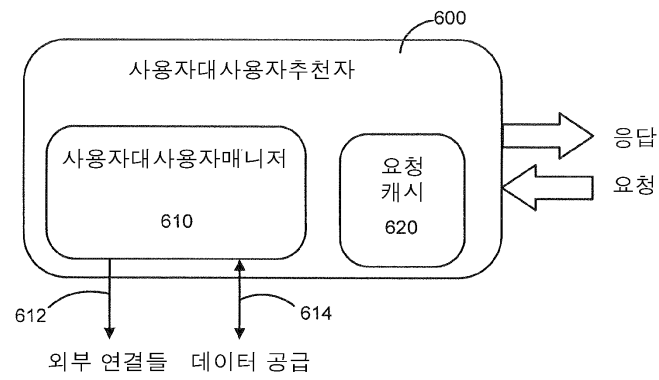 600
사용자대사용자추천자
사용자대사용자매니저
610
요청
캐시
620
응답
요청
612
614
외부 연결들
데이터 공급